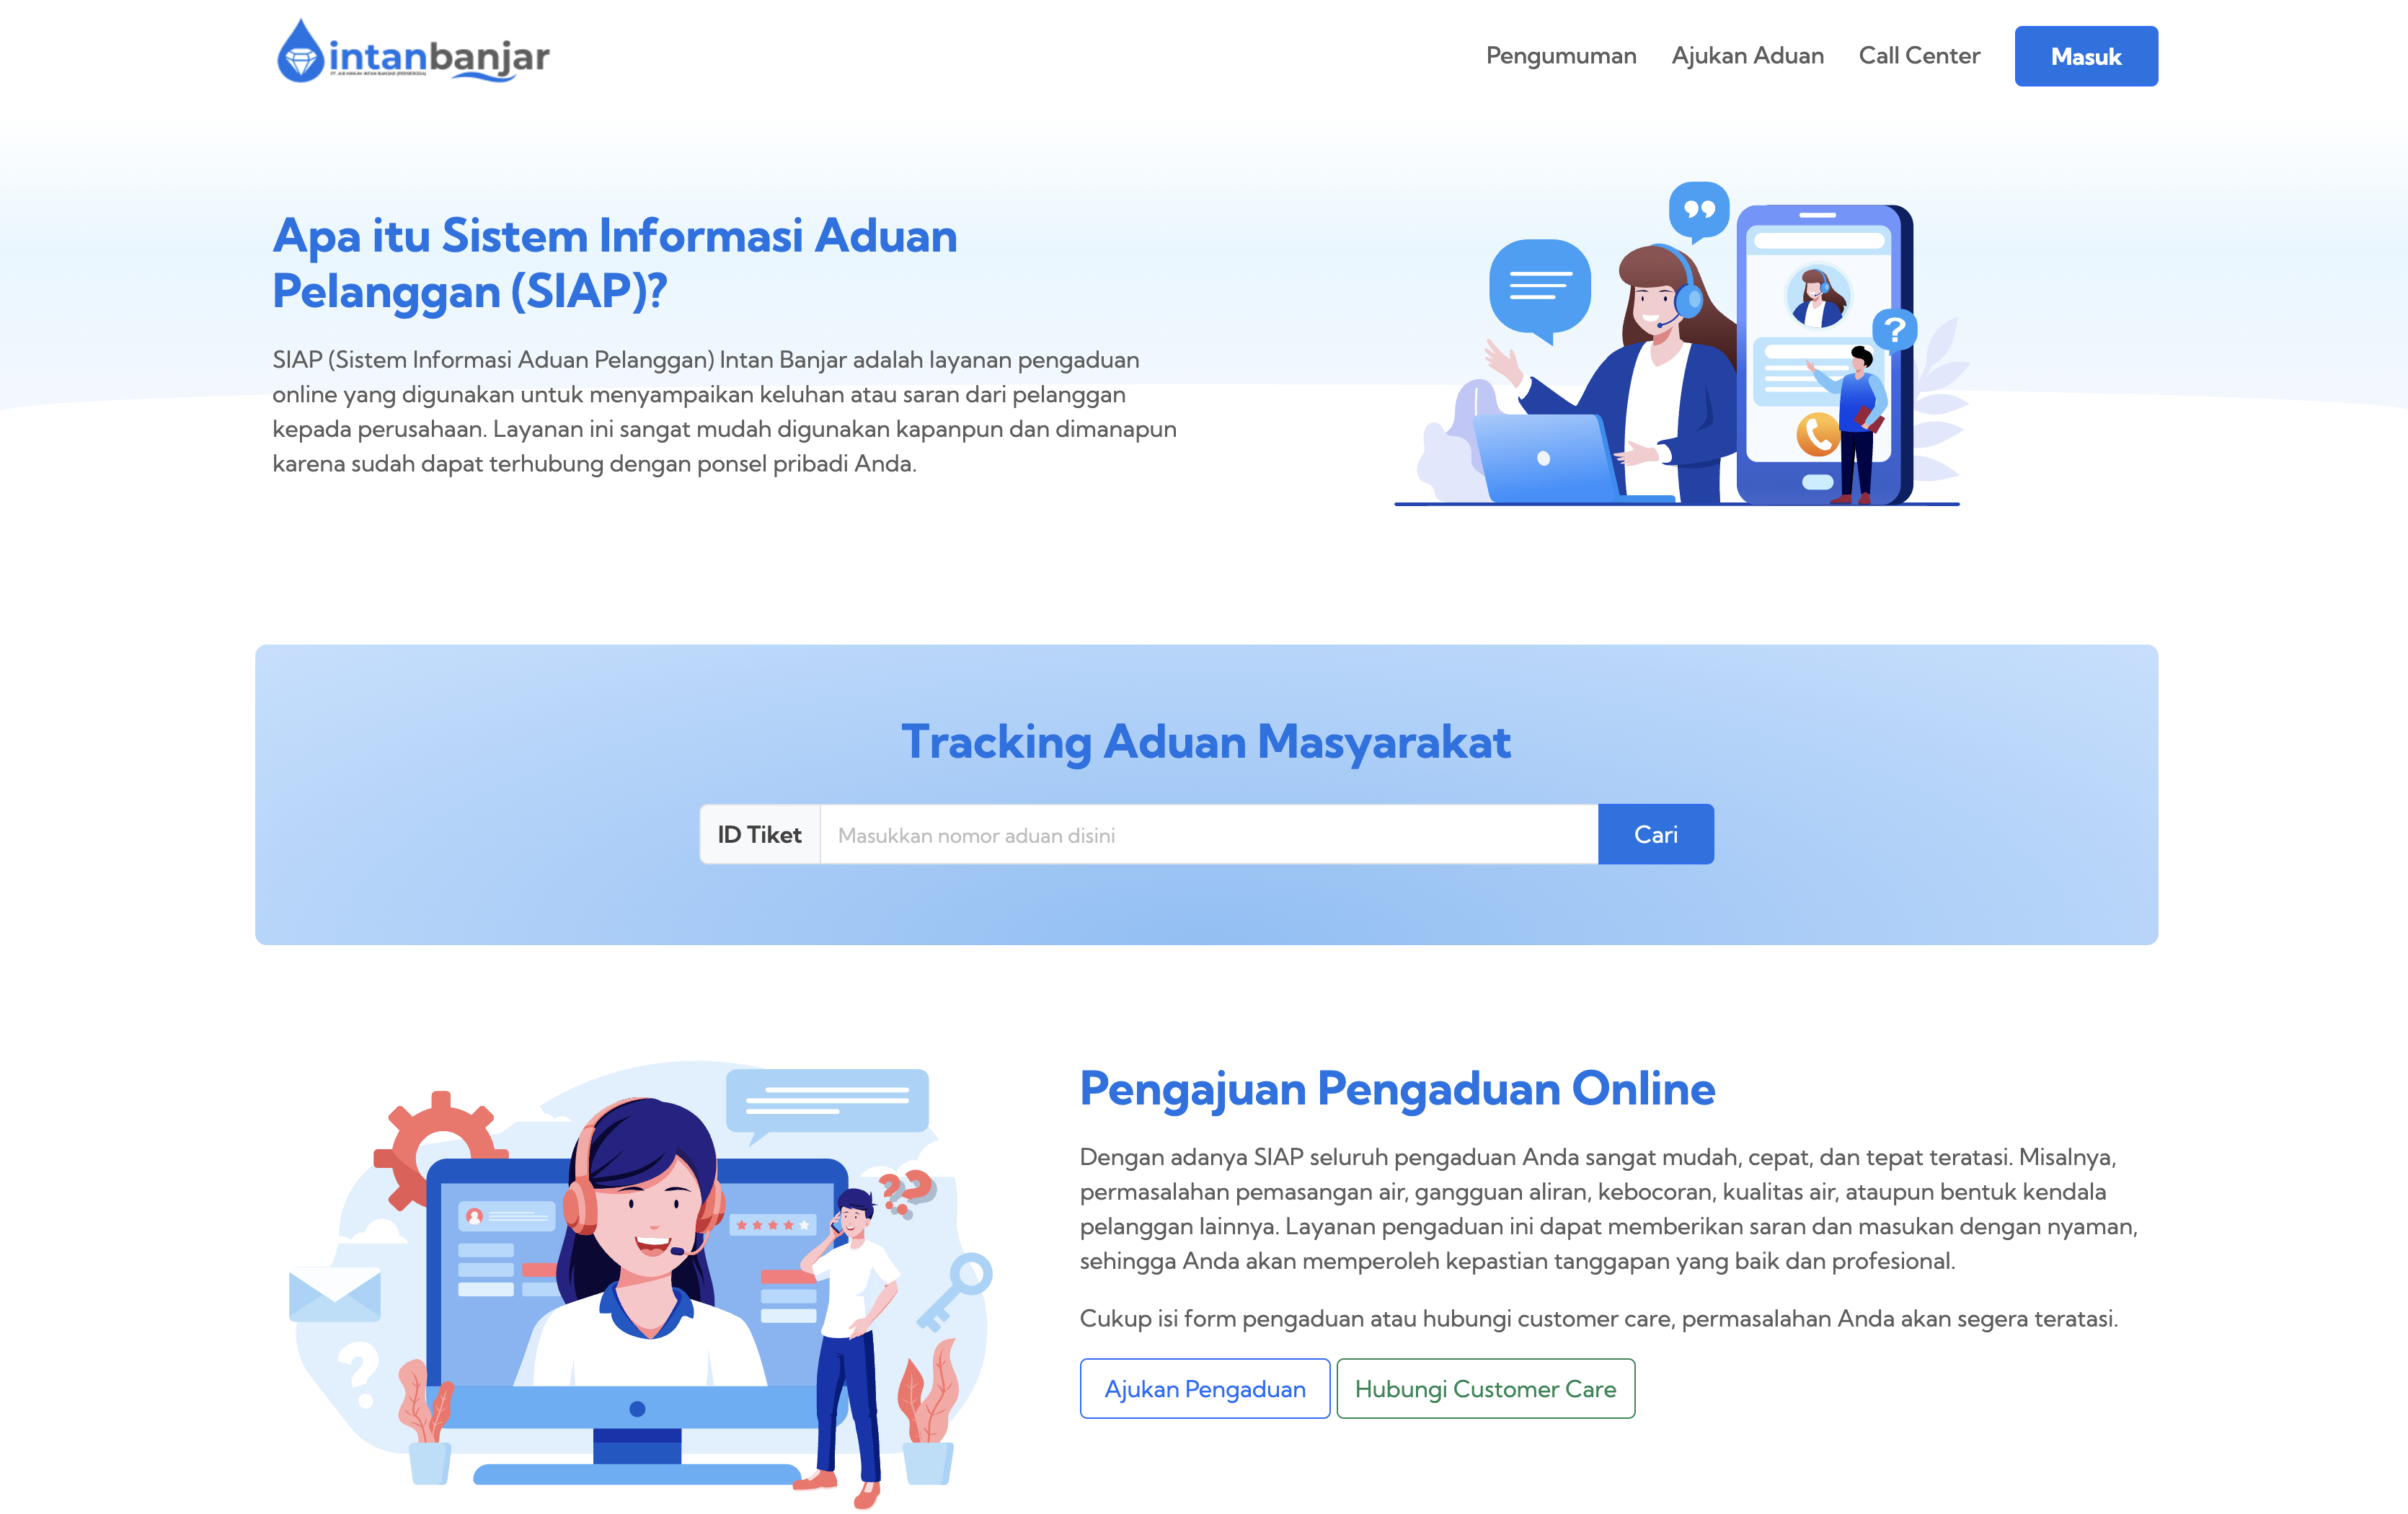 intanbanjar
PT AIR MINUM INTAN BANJAR (PERSERODA)
Pengumuman
Ajukan Aduan
Call Center
Masuk
Apa itu Sistem Informasi Aduan
Pelanggan (SIAP)?
SIAP (Sistem Informasi Aduan Pelanggan) Intan Banjar adalah layanan pengaduan
online yang digunakan untuk menyampaikan keluhan atau saran dari pelanggan
kepada perusahaan. Layanan ini sangat mudah digunakan kapanpun dan dimanapun
karena sudah dapat terhubung dengan ponsel pribadi Anda.
?
Tracking Aduan Masyarakat
ID Tiket
Masukkan nomor aduan disini
Cari
? ?
?
Pengajuan Pengaduan Online
Dengan adanya SIAP seluruh pengaduan Anda sangat mudah, cepat, dan tepat teratasi. Misalnya,
permasalahan pemasangan air, gangguan aliran, kebocoran, kualitas air, ataupun bentuk kendala
pelanggan lainnya. Layanan pengaduan ini dapat memberikan saran dan masukan dengan nyaman,
sehingga Anda akan memperoleh kepastian tanggapan yang baik dan profesional.
Cukup isi form pengaduan atau hubungi customer care, permasalahan Anda akan segera teratasi.
Ajukan Pengaduan
Hubungi Customer Care